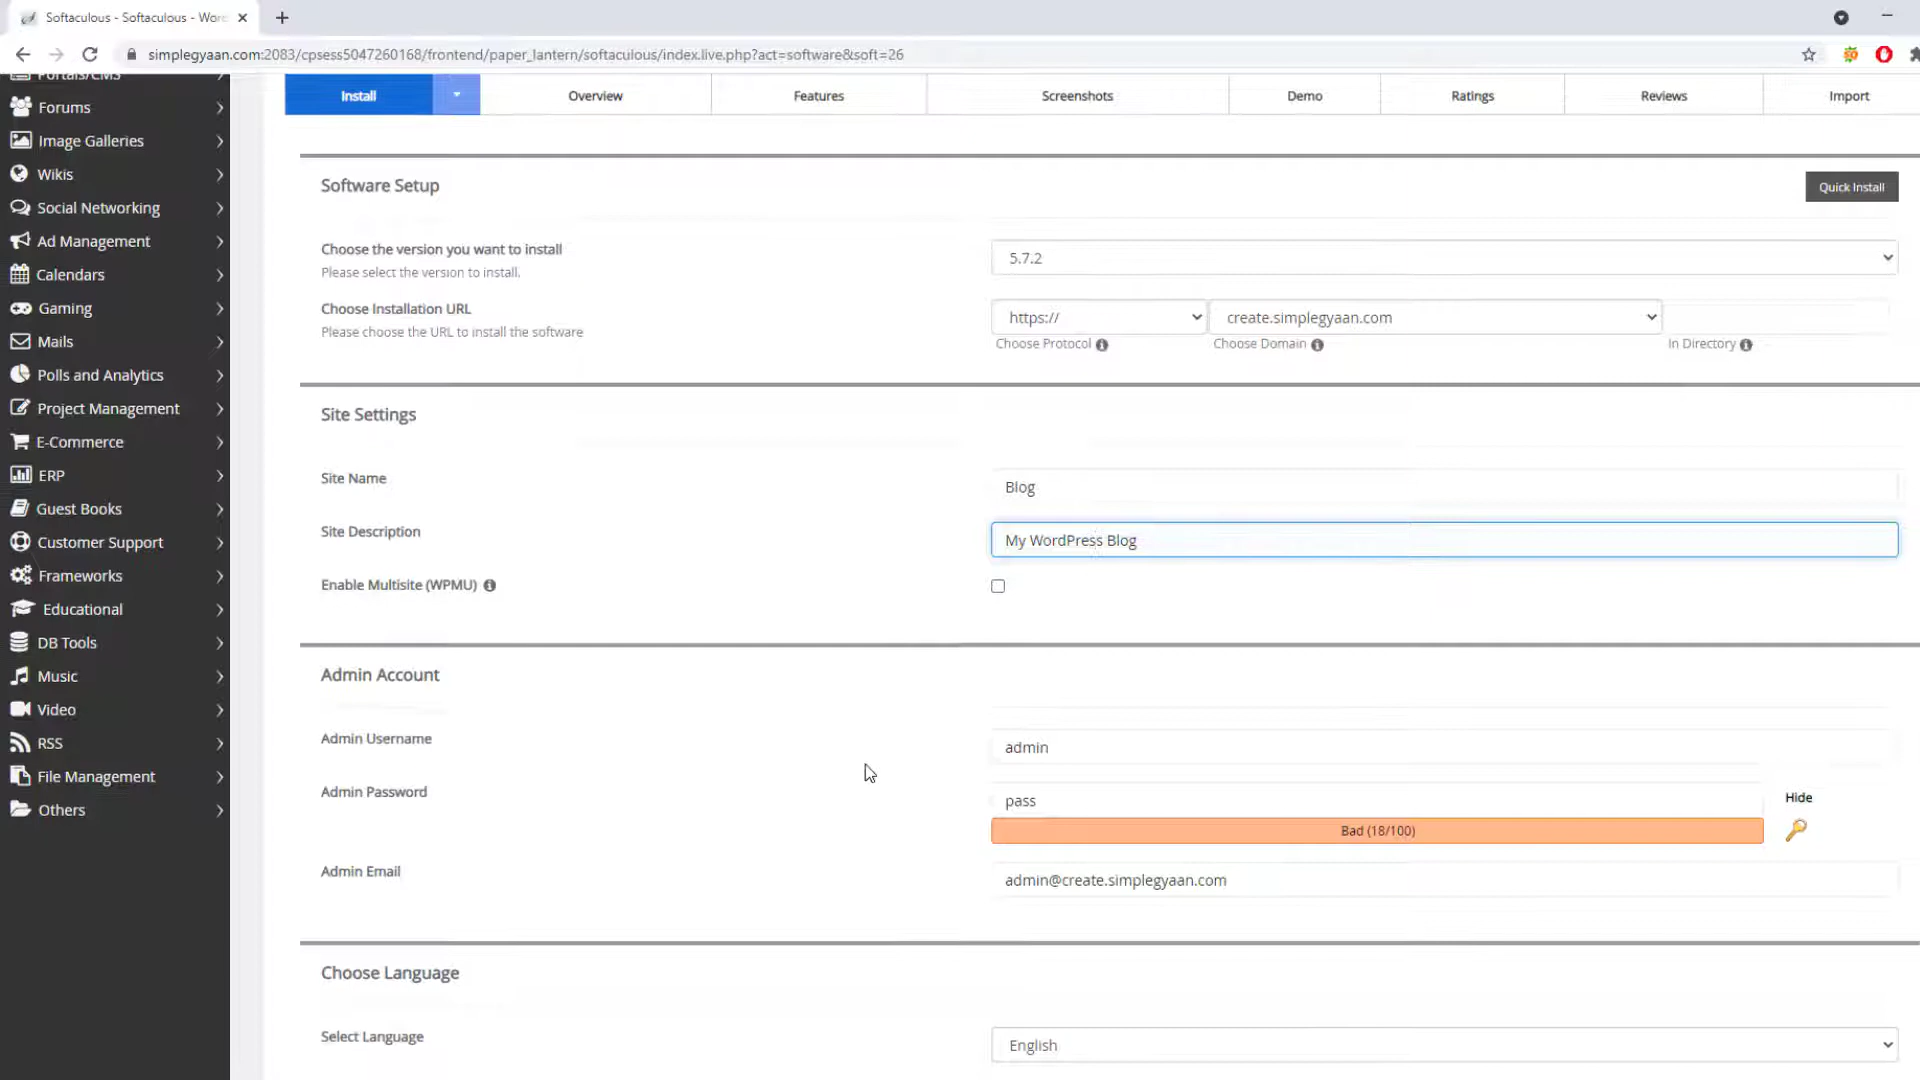 Softaculous - Softaculous - Wor
simplegyaan.com:2083/cpsess5047260168/frontend/paper_lantern/softaculous/index.live.php?act=software&soft=26
Portals/CMS
Forums
Image Galleries
Wikis
Social Networking
Ad Management
Calendars
Gaming
Mails
Polls and Analytics
Project Management
E-Commerce
ERP
Guest Books
Customer Support
Frameworks
Educational
DB Tools
Music
Video
RSS
File Management
Others
Install Overview Features Screenshots Demo Ratings Reviews Import
Software Setup
Quick Install
Choose the version you want to install
Please select the version to install.
5.7.2
Choose Installation URL
Please choose the URL to install the software
https:// create.simplegyaan.com
Choose Protocol Choose Domain In Directory
Site Settings
Site Name
Blog
Site Description
My WordPress Blog
Enable Multisite (WPMU)
Admin Account
Admin Username
admin
Admin Password
pass
Hide
Bad (18/100)
Admin Email
admin@create.simplegyaan.com
Choose Language
Select Language
English